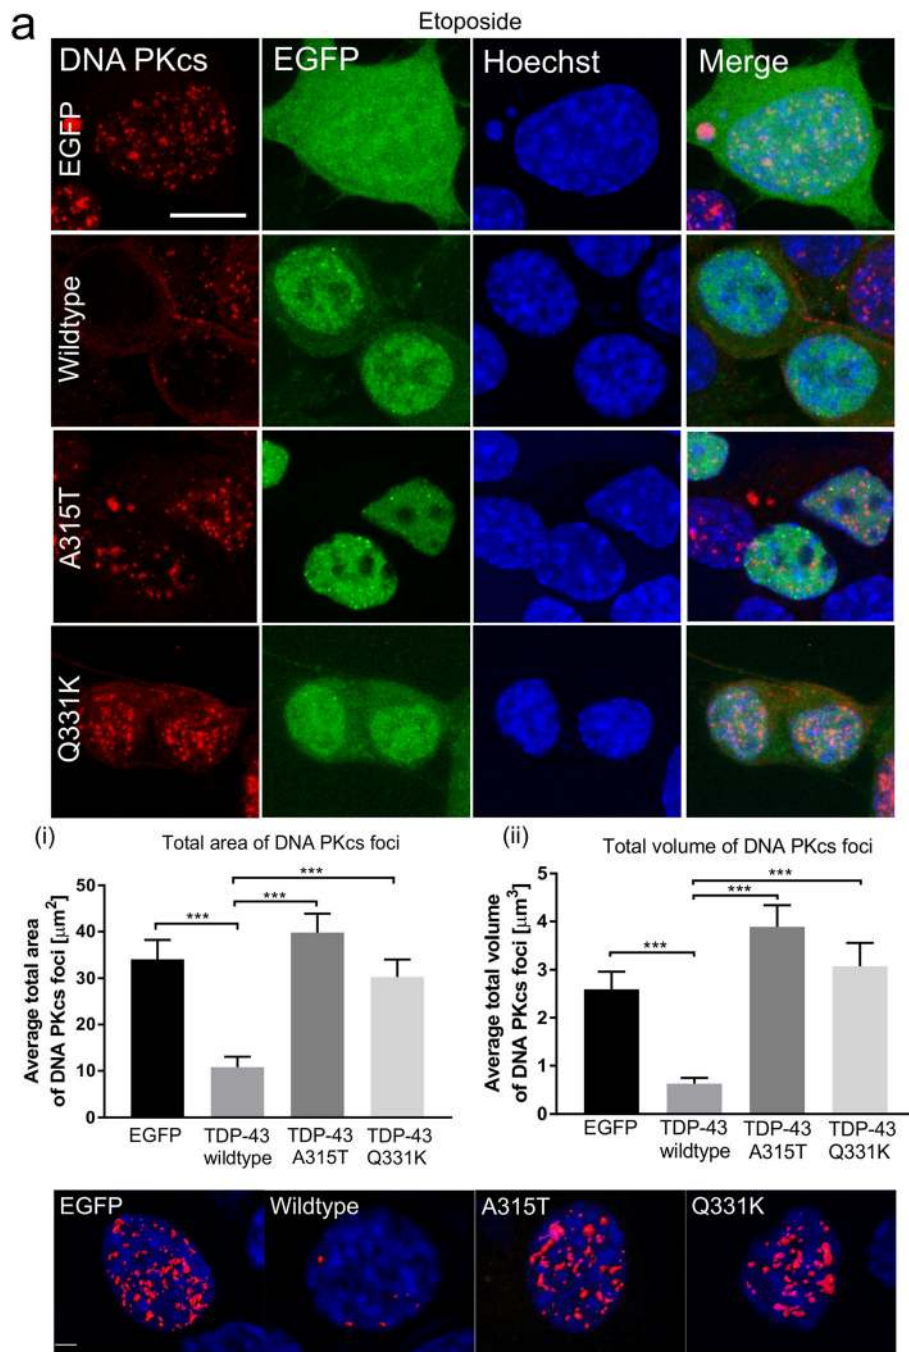 a
Etoposide
DNA PKcs EGFP Hoechst Merge
EGFP
Wildtype
A315T
Q331K
(i) Total area of DNA PKcs foci
Average total area
of DNA PKcs foci [µm²]
50
40
30
20
10
0
*** *** ***
EGFP TDP-43 wildtype TDP-43 A315T TDP-43 Q331K
(ii) Total volume of DNA PKcs foci
Average total volume
of DNA PKcs foci [µm³]
5
4
3
2
1
0
*** *** ***
EGFP TDP-43 wildtype TDP-43 A315T TDP-43 Q331K
EGFP Wildtype A315T Q331K